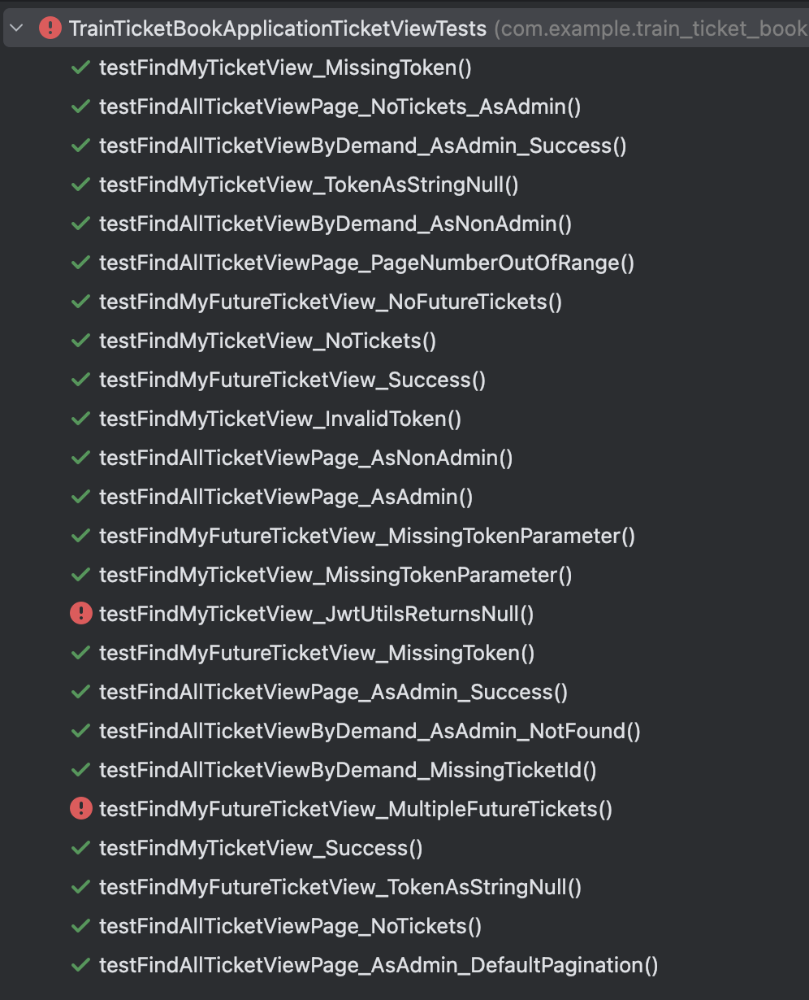 TrainTicketBookApplicationTicketViewTests (com.example.train_ticket_book
testFindMyTicketView_MissingToken()
testFindAllTicketViewPage_NoTickets_AsAdmin()
testFindAllTicketViewByDemand_AsAdmin_Success()
testFindMyTicketView_TokenAsStringNull()
testFindAllTicketViewByDemand_AsNonAdmin()
testFindAllTicketViewPage_PageNumberOutOfRange()
testFindMyFutureTicketView_NoFutureTickets()
testFindMyTicketView_NoTickets()
testFindMyFutureTicketView_Success()
testFindMyTicketView_InvalidToken()
testFindAllTicketViewPage_AsNonAdmin()
testFindAllTicketViewPage_AsAdmin()
testFindMyFutureTicketView_MissingTokenParameter()
testFindMyTicketView_MissingTokenParameter()
testFindMyTicketView_JwtUtilsReturnsNull()
testFindMyFutureTicketView_MissingToken()
testFindAllTicketViewPage_AsAdmin_Success()
testFindAllTicketViewByDemand_AsAdmin_NotFound()
testFindAllTicketViewByDemand_MissingTicketId()
testFindMyFutureTicketView_MultipleFutureTickets()
testFindMyTicketView_Success()
testFindMyFutureTicketView_TokenAsStringNull()
testFindAllTicketViewPage_NoTickets()
testFindAllTicketViewPage_AsAdmin_DefaultPagination()